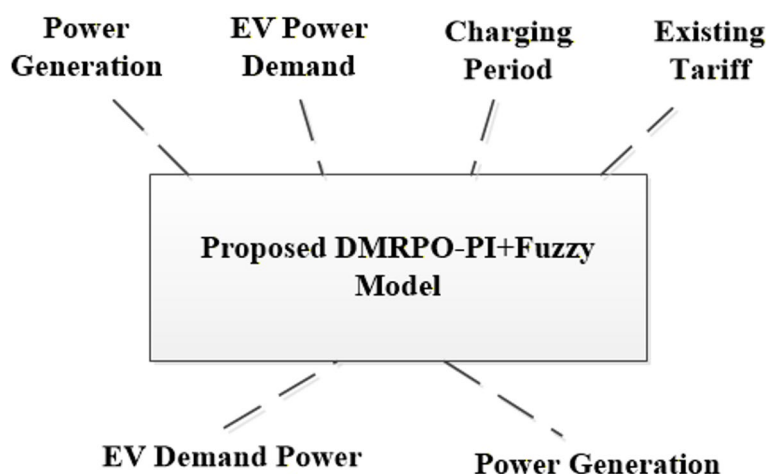 Power
Generation
EV Power
Demand
Charging
Period
Existing
Tariff
Proposed DMRPO-PI+Fuzzy
Model
EV Demand Power
Power Generation